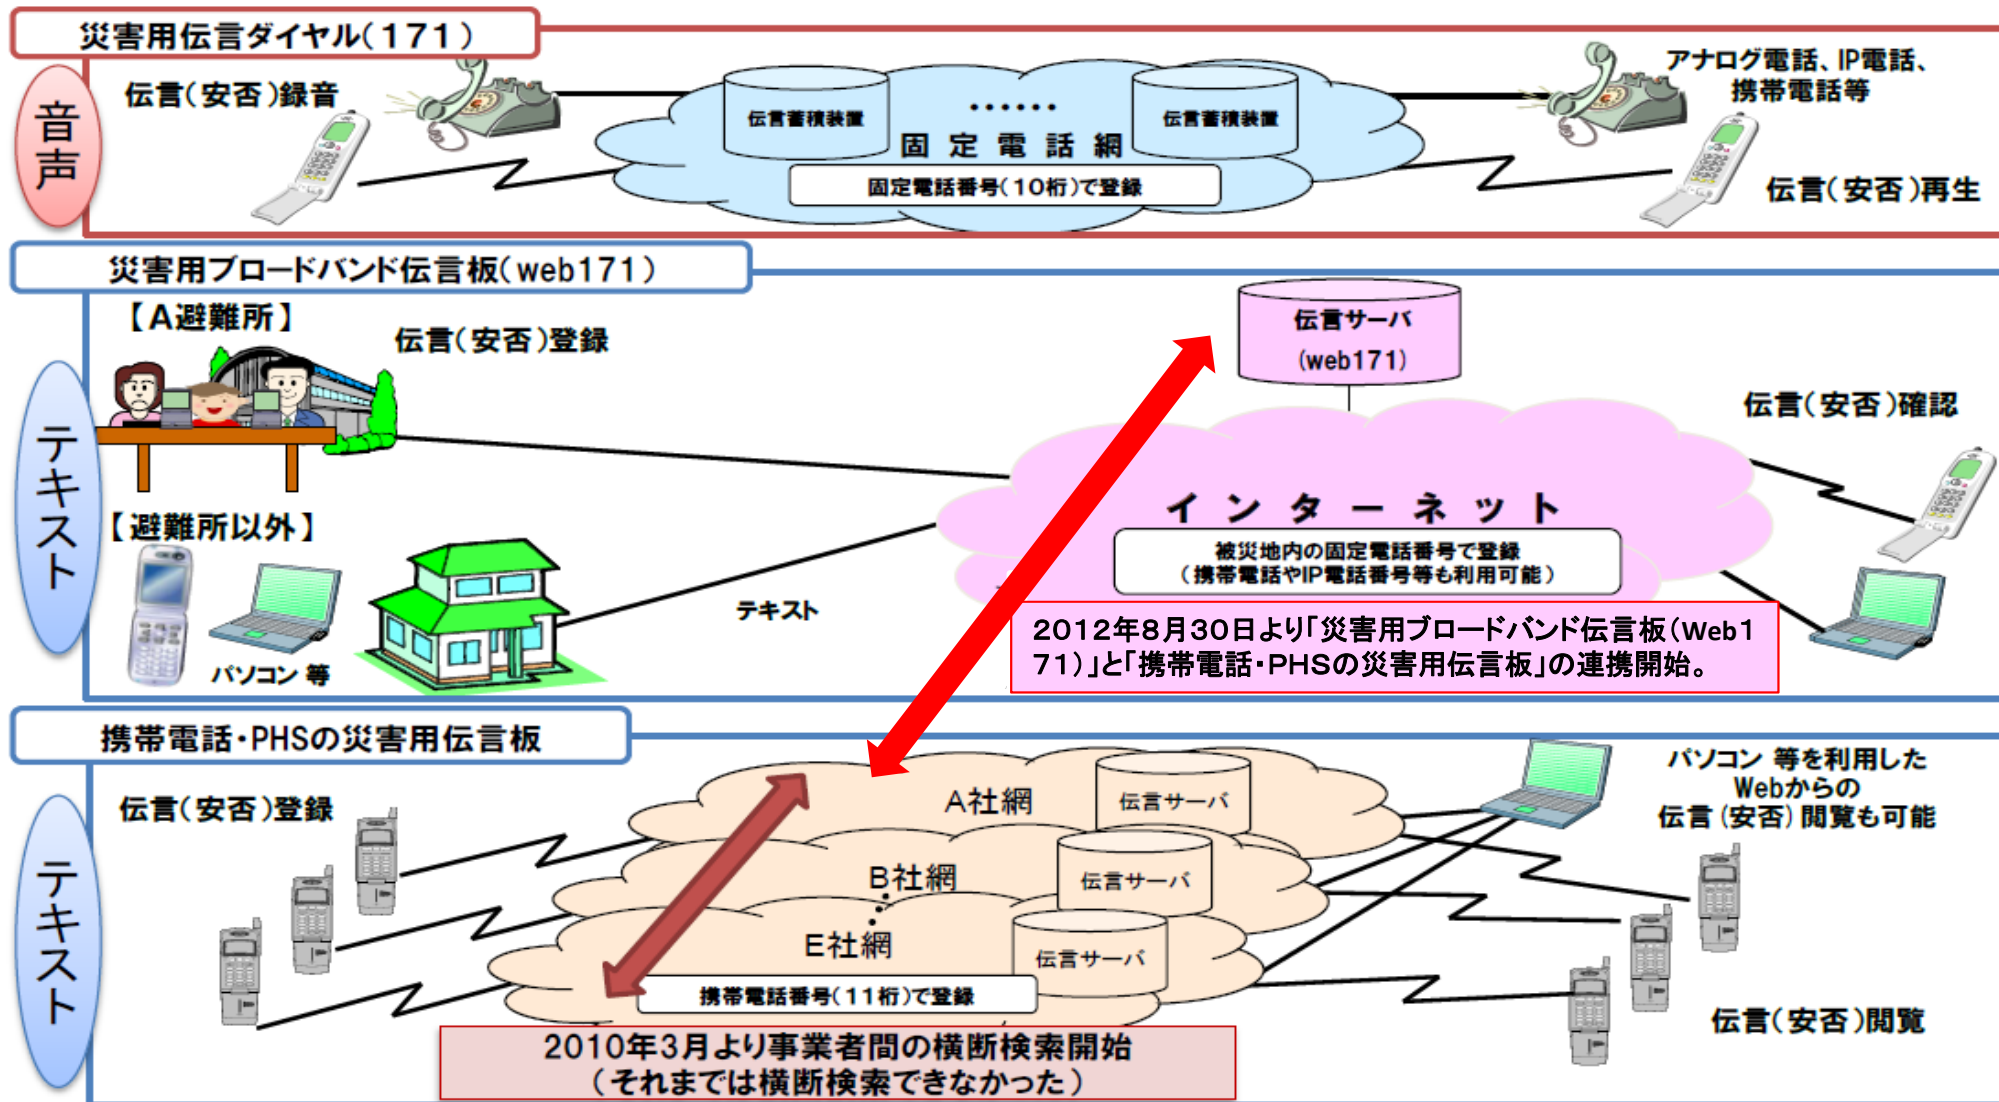 災害用伝言ダイヤル(171)
音声
伝言(安否)録音
伝言蓄積装置
‥‥‥
伝言蓄積装置
固定電話網
固定電話番号(10桁)で登録
アナログ電話、IP電話、
携帯電話等
伝言(安否)再生
災害用ブロードバンド伝言板(web171)
テキスト
【A避難所】
伝言(安否)登録
【避難所以外】
パソコン 等
テキスト
伝言サーバ
(web171)
インターネット
被災地内の固定電話番号で登録
(携帯電話やIP電話番号等も利用可能)
伝言(安否)確認
2012年8月30日より「災害用ブロードバンド伝言板(Web1
71)」と「携帯電話・PHSの災害用伝言板」の連携開始。
携帯電話・PHSの災害用伝言板
テキスト
伝言(安否)登録
A社網
伝言サーバ
B社網
伝言サーバ
E社網
伝言サーバ
携帯電話番号(11桁)で登録
パソコン 等を利用した
Webからの
伝言(安否)閲覧も可能
伝言(安否)閲覧
2010年3月より事業者間の横断検索開始
(それまでは横断検索できなかった)